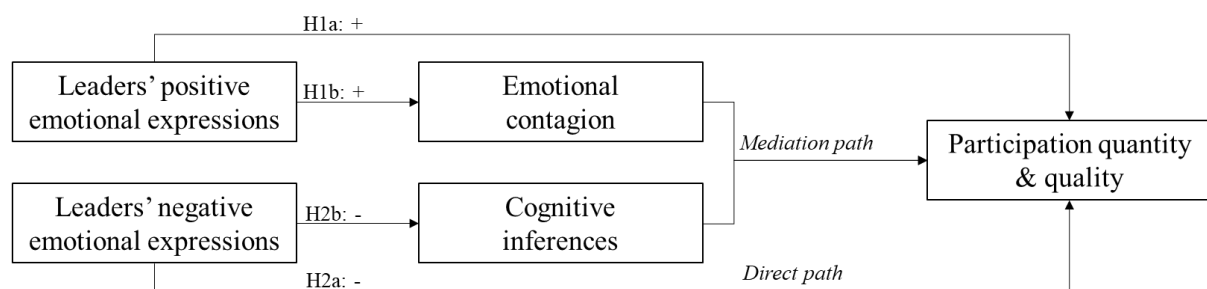 H1a: +
Leaders’ positive
emotional expressions
H1b: +
Emotional
contagion
Mediation path
Participation quantity
& quality
Leaders’ negative
emotional expressions
H2b: -
Cognitive
inferences
H2a: -
Direct path